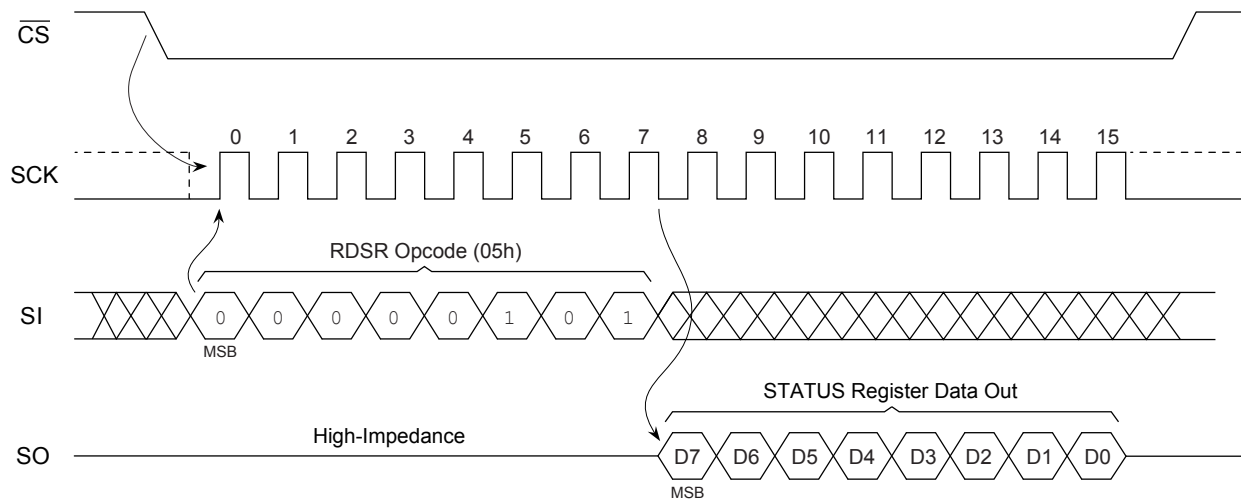 CS
0 1 2 3 4 5 6 7 8 9 10 11 12 13 14 15
SCK
RDSR Opcode (05h)
SI 0 0 0 0 0 1 0 1
MSB
STATUS Register Data Out
High-Impedance
SO D7 D6 D5 D4 D3 D2 D1 D0
MSB